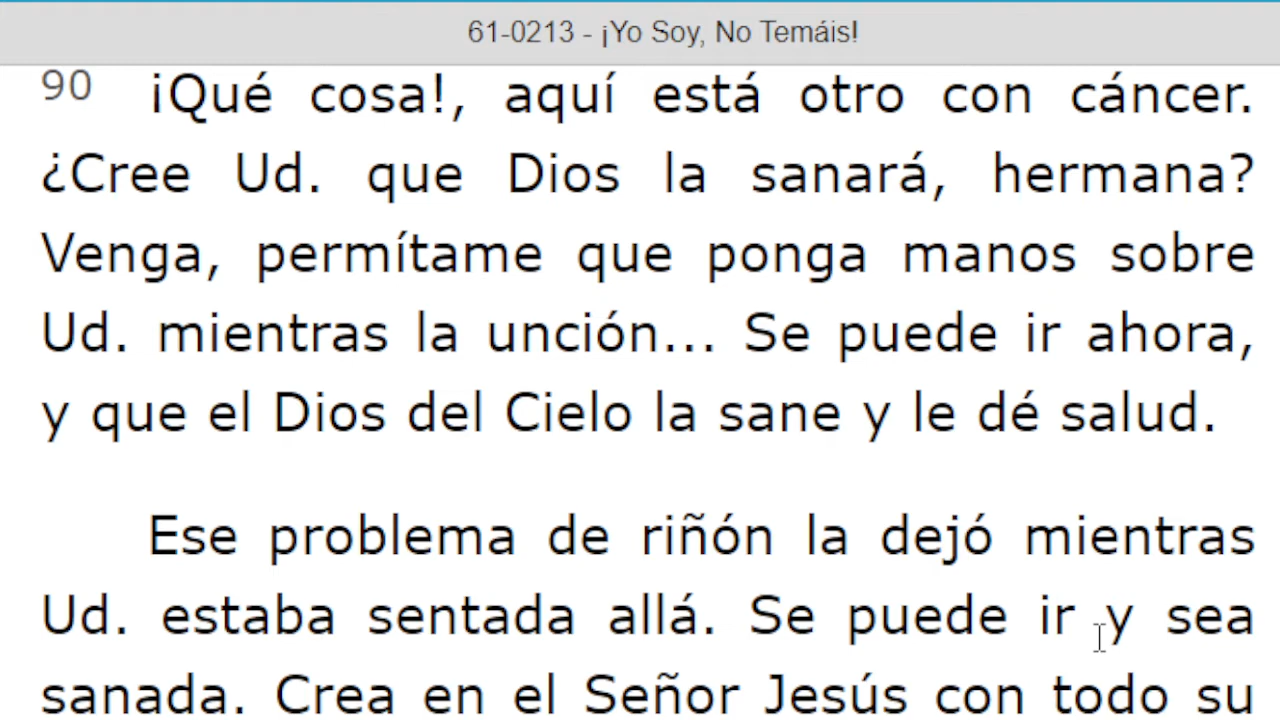 61-0213 - ¡Yo Soy, No Temáis!
90 ¡Qué cosa!, aquí está otro con cáncer.
¿Cree Ud. que Dios la sanará, hermana?
Venga, permítame que ponga manos sobre
Ud. mientras la unción... Se puede ir ahora,
y que el Dios del Cielo la sane y le dé salud.
Ese problema de riñón la dejó mientras
Ud. estaba sentada allá. Se puede ir y sea
sanada. Crea en el Señor Jesús con todo su